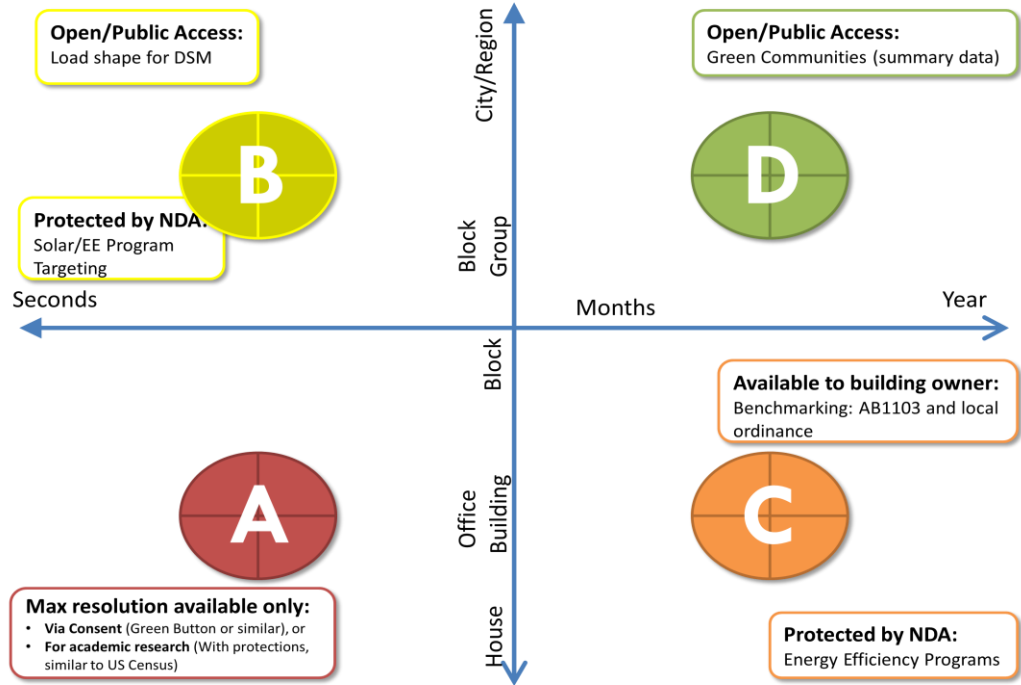 Open/Public Access:
Load shape for DSM
B
Protected by NDA:
Solar/EE Program
Targeting
City/Region
Block
Group
Open/Public Access:
Green Communities (summary data)
D
Seconds
Months
Year
Block
Office
Building
House
A
Max resolution available only:
• Via Consent (Green Button or similar), or
• For academic research (With protections,
similar to US Census)
Available to building owner:
Benchmarking: AB1103 and local
ordinance
C
Protected by NDA:
Energy Efficiency Programs